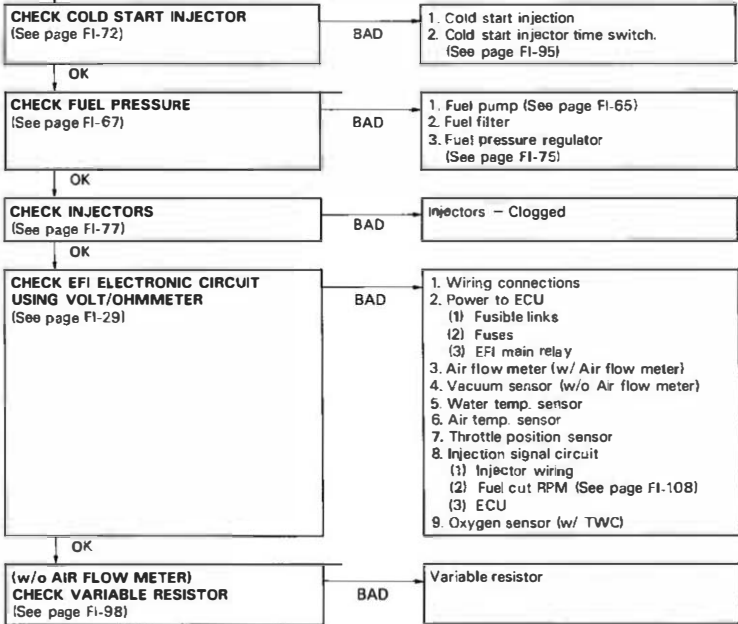 CHECK COLD START INJECTOR
(See page FI-72)
BAD
1. Cold start injection
2. Cold start injector time switch.
(See page FI-95)
OK
CHECK FUEL PRESSURE
(See page FI-67)
BAD
1. Fuel pump (See page FI-65)
2. Fuel filter
3. Fuel pressure regulator
(See page FI-75)
OK
CHECK INJECTORS
(See page FI-77)
BAD
Injectors — Clogged
OK
CHECK EFI ELECTRONIC CIRCUIT
USING VOLT/OHMMETER
(See page FI-29)
BAD
1. Wiring connections
2. Power to ECU
(1) Fusible links
(2) Fuses
(3) EFI main relay
3. Air flow meter (w/ Air flow meter)
4. Vacuum sensor (w/o Air flow meter)
5. Water temp. sensor
6. Air temp. sensor
7. Throttle position sensor
8. Injection signal circuit
(1) Injector wiring
(2) Fuel cut RPM (See page FI-108)
(3) ECU
9. Oxygen sensor (w/ TWC)
OK
(w/o AIR FLOW METER)
CHECK VARIABLE RESISTOR
(See page FI-98)
BAD
Variable resistor